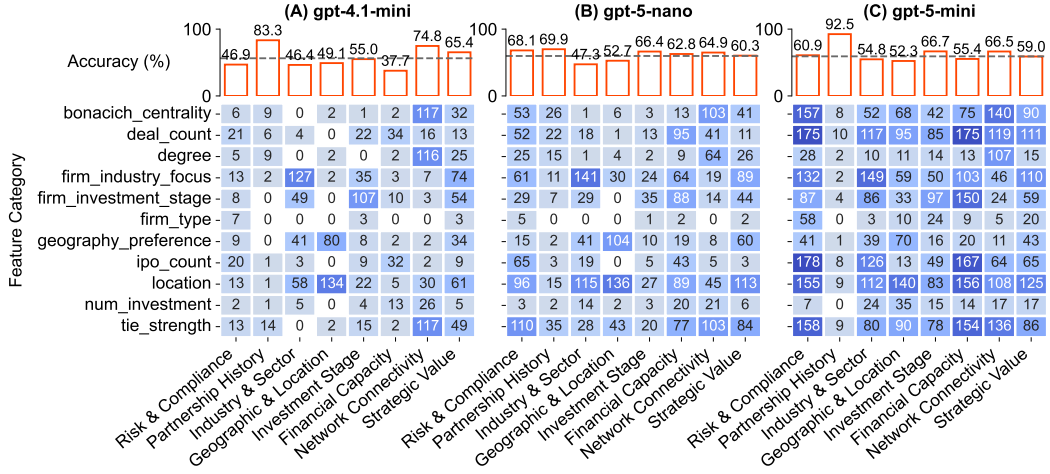 (A) gpt-4.1-mini (B) gpt-5-nano (C) gpt-5-mini
100 100 100
Accuracy (%)
46.9 83.3 46.4 49.1 55.0 37.7 74.8 65.4 68.1 69.9 47.3 52.7 66.4 62.8 64.9 60.3 60.9 92.5 54.8 52.3 66.7 55.4 66.5 59.0
0 0 0
Feature Category
bonacich_centrality 6 9 0 2 1 2 117 32 53 26 1 6 3 13 103 41 157 8 52 68 42 75 140 90
deal_count 21 6 4 0 22 34 16 13 52 22 18 1 13 95 41 11 175 10 117 95 85 175 119 111
degree 5 9 0 2 0 2 116 25 25 15 1 4 2 9 64 26 28 2 10 11 14 13 107 15
firm_industry_focus 13 2 127 2 35 3 7 74 61 11 141 30 24 64 19 89 132 2 149 59 50 103 46 110
firm_investment_stage 8 0 49 0 107 10 3 54 29 7 29 0 35 88 14 44 87 4 86 33 97 150 24 59
firm_type 7 0 0 0 3 0 0 3 5 0 0 0 1 2 0 2 58 0 3 10 24 9 5 20
geography_preference 9 0 41 80 8 2 2 34 15 2 41 104 10 19 8 60 41 1 39 70 16 20 11 43
ipo_count 20 1 3 0 9 32 2 9 65 3 19 0 5 43 5 3 178 8 126 13 49 167 64 65
location 13 1 58 134 22 5 30 61 96 15 115 136 27 89 45 113 155 9 112 140 83 156 108 125
num_investment 2 1 5 0 4 13 26 5 3 2 14 2 3 20 21 6 7 0 24 35 15 14 17 17
tie_strength 13 14 0 2 15 2 117 49 110 35 28 43 20 77 103 84 158 9 80 90 78 154 136 86
Risk & Compliance
Partnership History
Industry & Sector
Geographic & Location
Investment Stage
Financial Capacity
Network Connectivity
Strategic Value
Risk & Compliance
Partnership History
Industry & Sector
Geographic & Location
Investment Stage
Financial Capacity
Network Connectivity
Strategic Value
Risk & Compliance
Partnership History
Industry & Sector
Geographic & Location
Investment Stage
Financial Capacity
Network Connectivity
Strategic Value